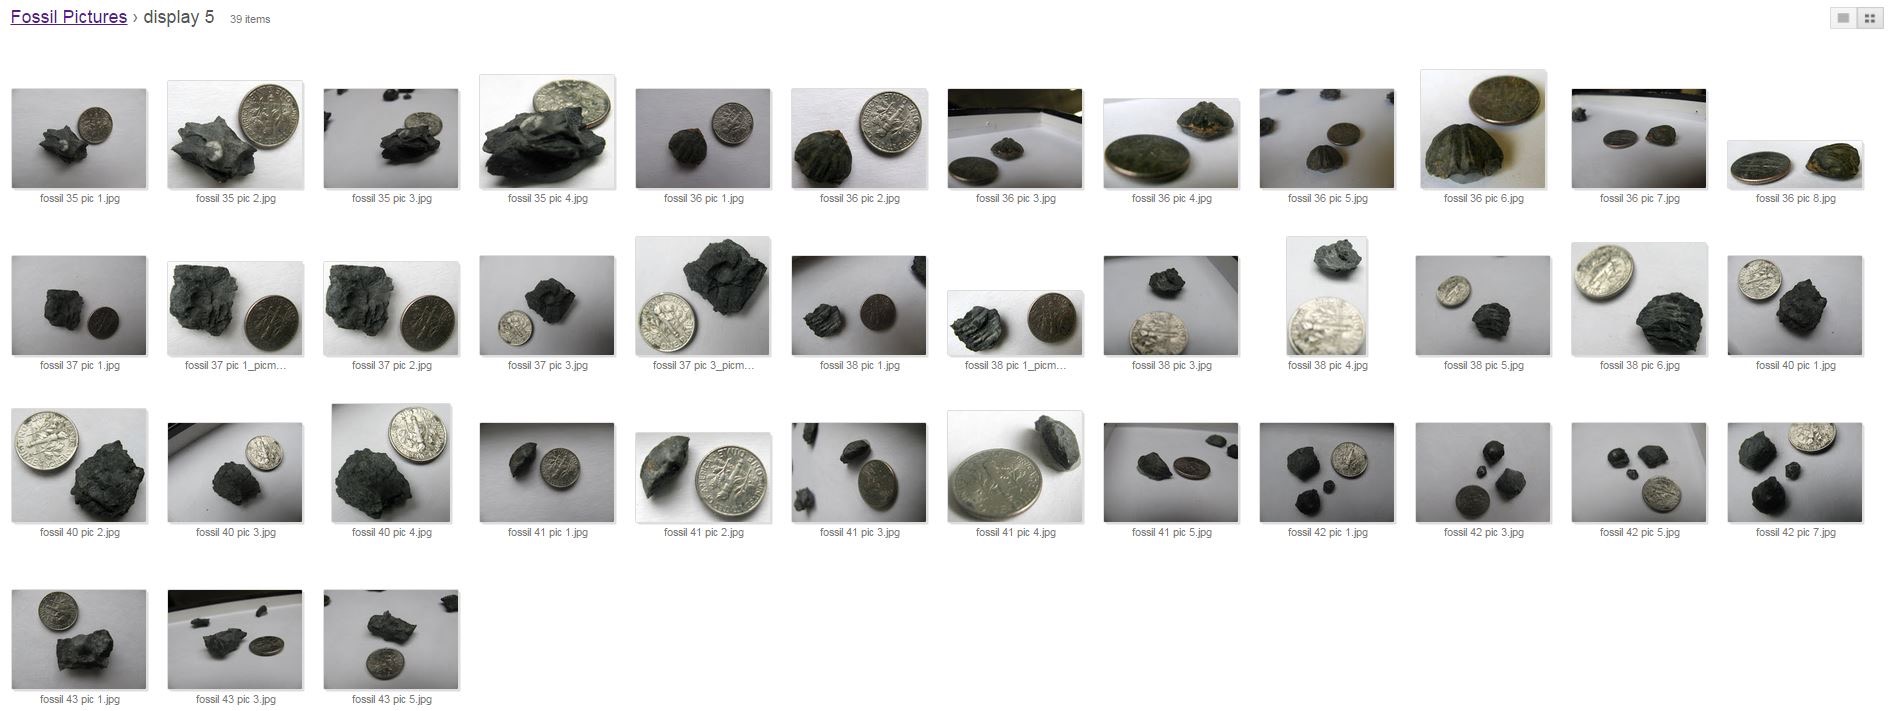 Fossil Pictures › display 5 39 items
fossil 35 pic 1.jpg fossil 35 pic 2.jpg fossil 35 pic 3.jpg fossil 35 pic 4.jpg fossil 36 pic 1.jpg fossil 36 pic 2.jpg fossil 36 pic 3.jpg fossil 36 pic 4.jpg fossil 36 pic 5.jpg fossil 36 pic 6.jpg fossil 36 pic 7.jpg fossil 36 pic 8.jpg
fossil 37 pic 1.jpg fossil 37 pic 1_picm... fossil 37 pic 2.jpg fossil 37 pic 3.jpg fossil 37 pic 3_picm... fossil 38 pic 1.jpg fossil 38 pic 1_picm... fossil 38 pic 3.jpg fossil 38 pic 4.jpg fossil 38 pic 5.jpg fossil 38 pic 6.jpg fossil 40 pic 1.jpg
fossil 40 pic 2.jpg fossil 40 pic 3.jpg fossil 40 pic 4.jpg fossil 41 pic 1.jpg fossil 41 pic 2.jpg fossil 41 pic 3.jpg fossil 41 pic 4.jpg fossil 41 pic 5.jpg fossil 42 pic 1.jpg fossil 42 pic 3.jpg fossil 42 pic 5.jpg fossil 42 pic 7.jpg
fossil 43 pic 1.jpg fossil 43 pic 3.jpg fossil 43 pic 5.jpg